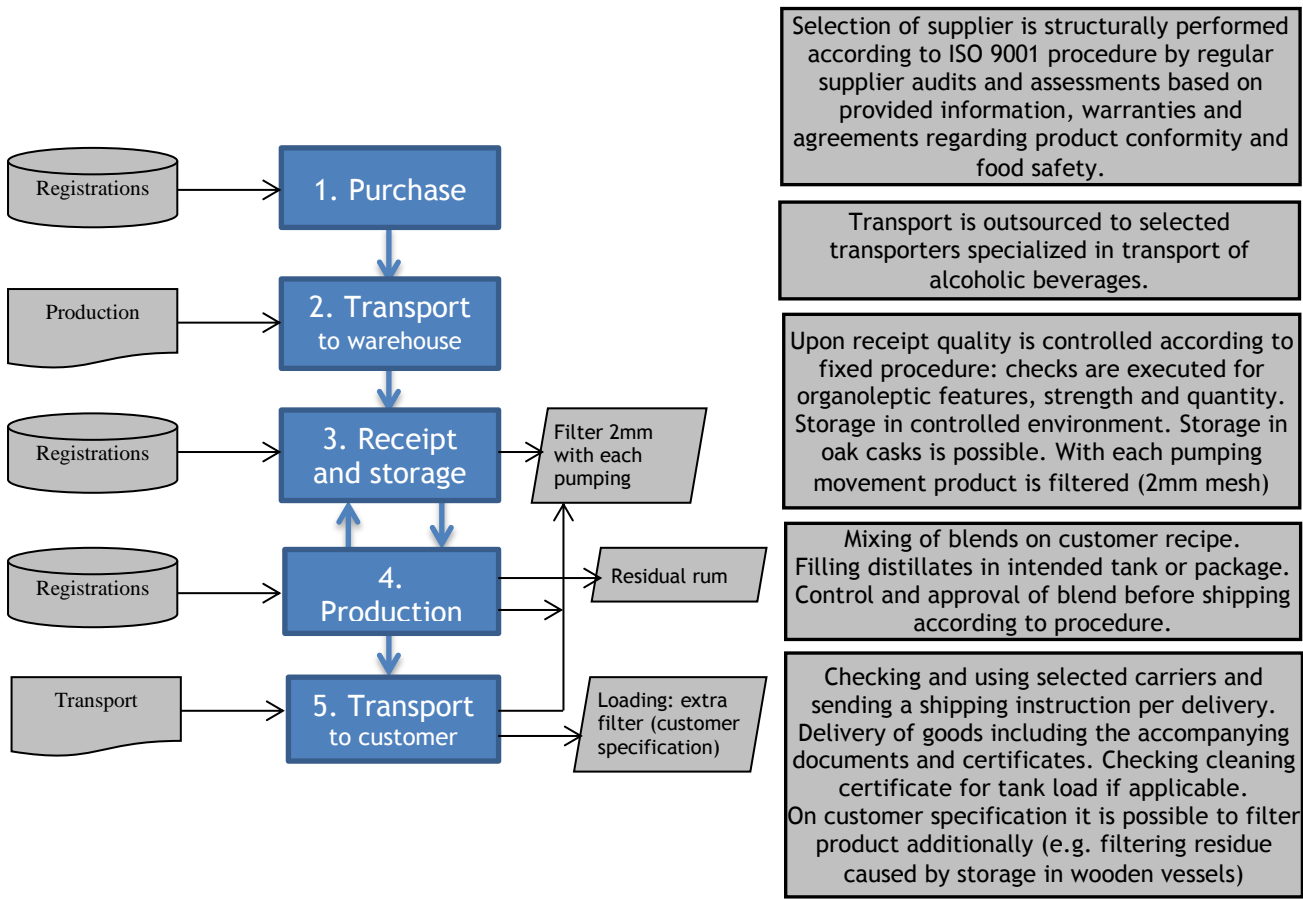 Selection of supplier is structurally performed
according to ISO 9001 procedure by regular
supplier audits and assessments based on
provided information, warranties and
agreements regarding product conformity and
food safety.
Registrations
1. Purchase
Transport is outsourced to selected
transporters specialized in transport of
alcoholic beverages.
Production
2. Transport
to warehouse
Upon receipt quality is controlled according to
fixed procedure: checks are executed for
organoleptic features, strength and quantity.
Storage in controlled environment. Storage in
oak casks is possible. With each pumping
movement product is filtered (2mm mesh)
Registrations
3. Receipt
and storage
Filter 2mm
with each
pumping
Registrations
4.
Production
Residual rum
Mixing of blends on customer recipe.
Filling distillates in intended tank or package.
Control and approval of blend before shipping
according to procedure.
Transport
5. Transport
to customer
Loading: extra
filter (customer
specification)
Checking and using selected carriers and
sending a shipping instruction per delivery.
Delivery of goods including the accompanying
documents and certificates. Checking cleaning
certificate for tank load if applicable.
On customer specification it is possible to filter
product additionally (e.g. filtering residue
caused by storage in wooden vessels)